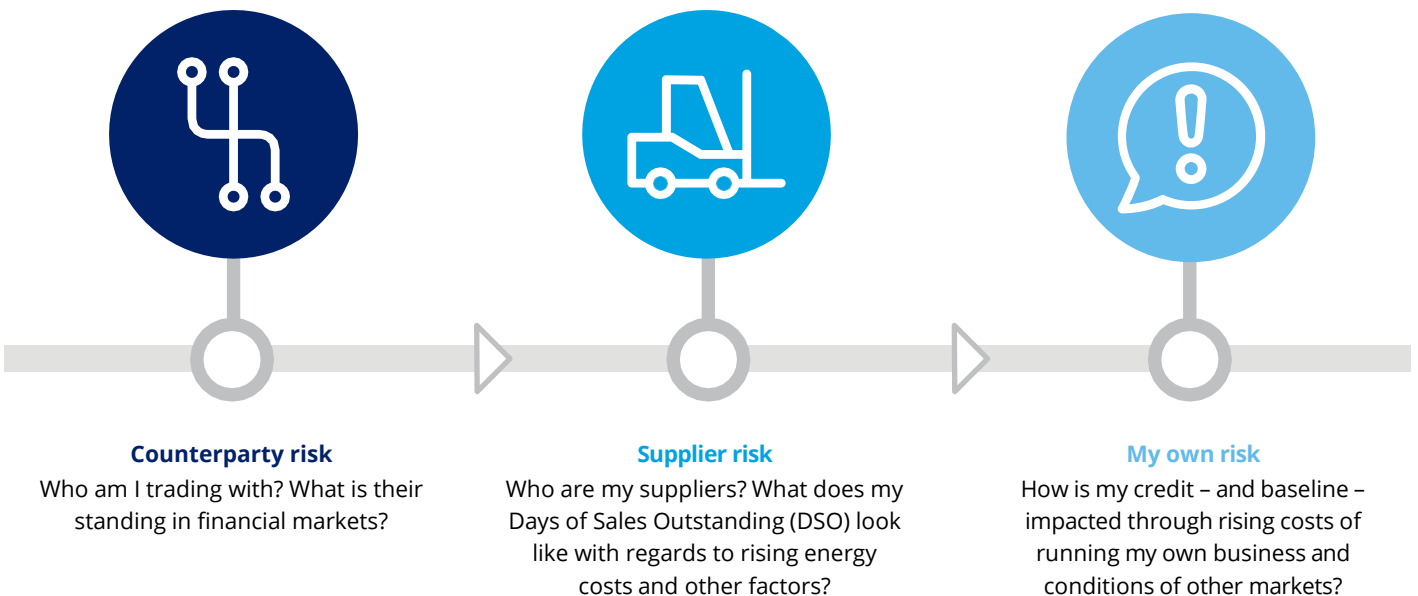 Counterparty risk
Who am I trading with? What is their
standing in financial markets?
Supplier risk
Who are my suppliers? What does my
Days of Sales Outstanding (DSO) look
like with regards to rising energy
costs and other factors?
My own risk
How is my credit – and baseline –
impacted through rising costs of
running my own business and
conditions of other markets?